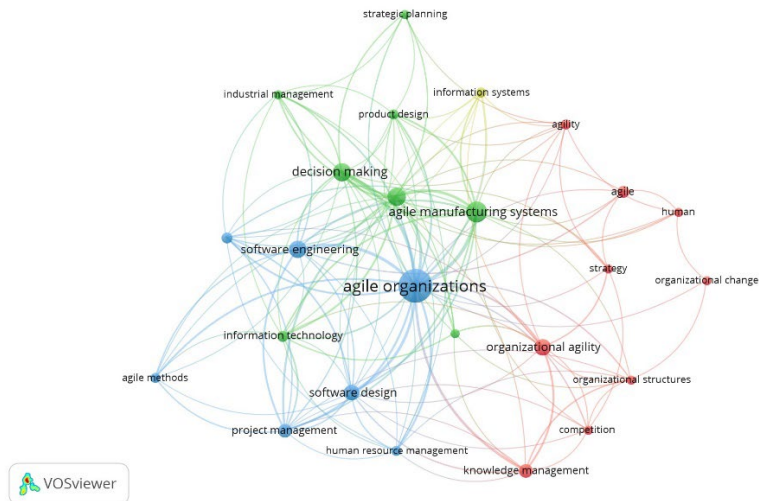 strategic planning
industrial management
information systems
product design
agility
decision making
agile
agile manufacturing systems
human
software engineering
strategy
organizational change
agile organizations
information technology
organizational agility
agile methods
organizational structures
software design
project management
competition
human resource management
knowledge management
VOSviewer